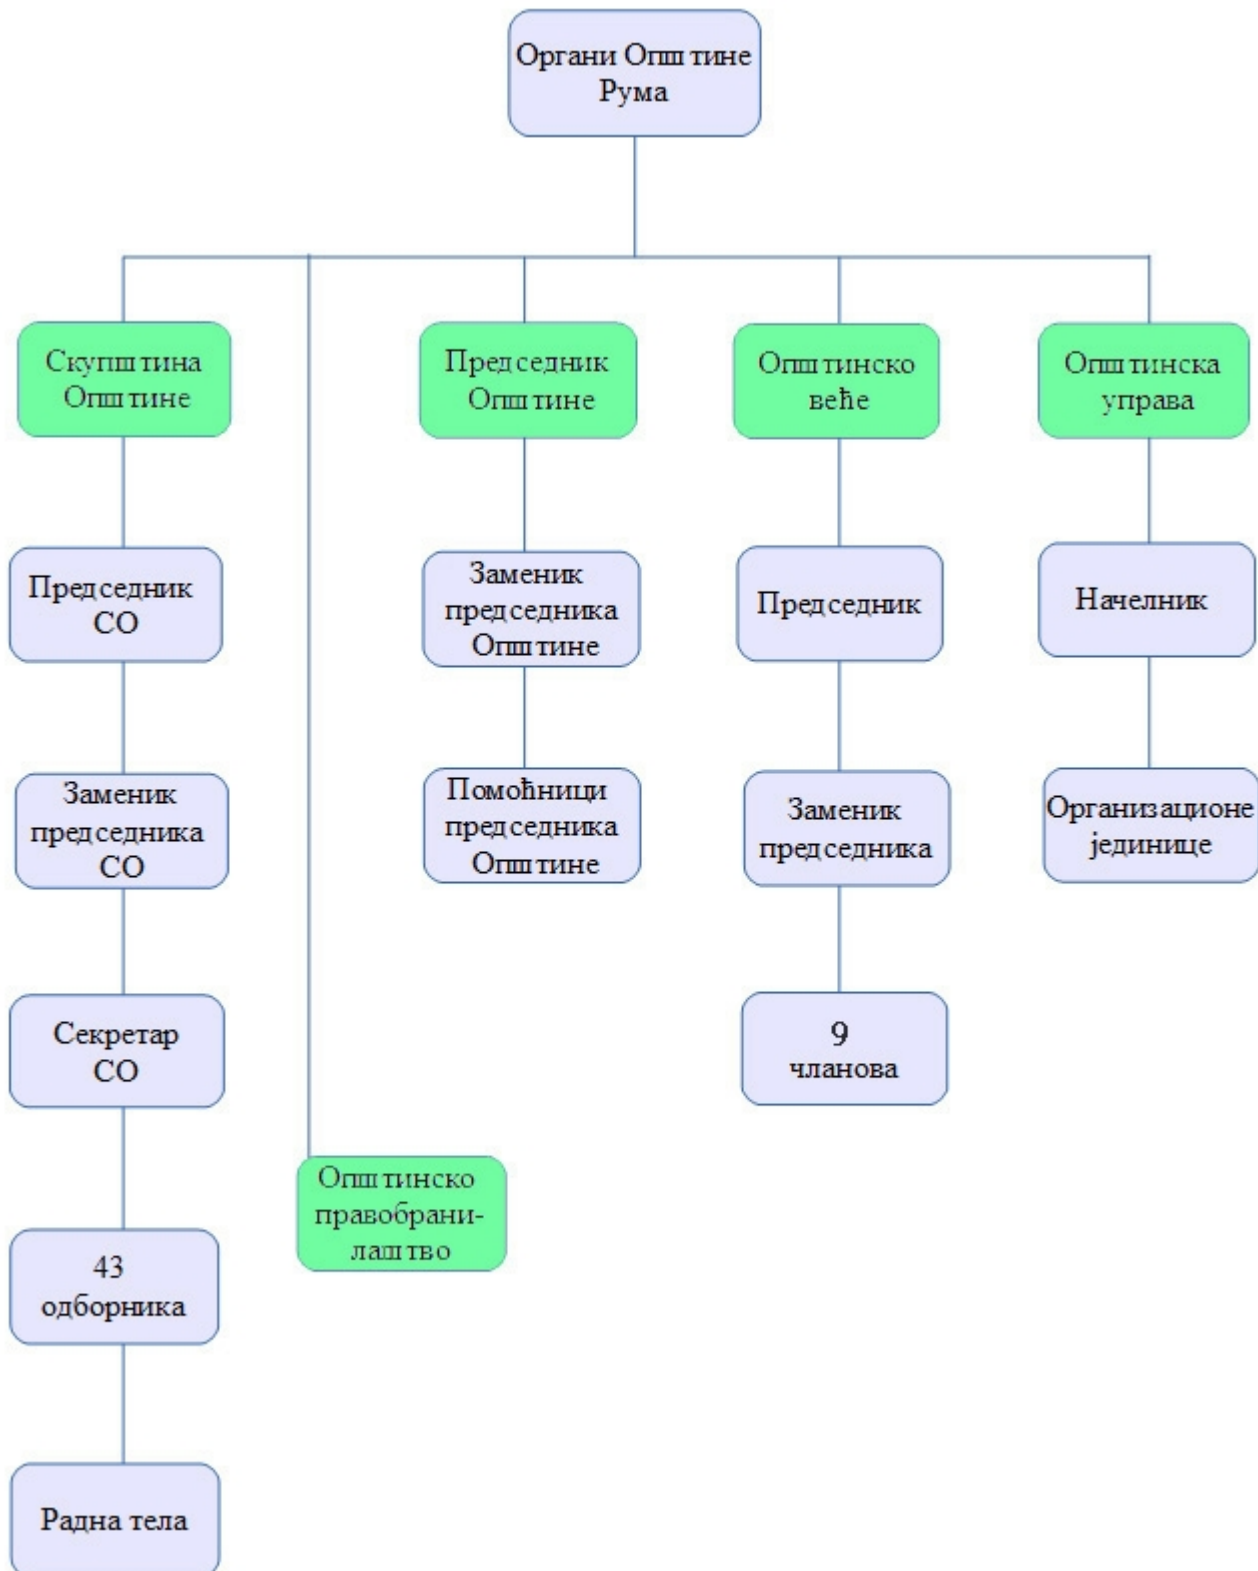 Органи Општине
Рума
Скупштина
Општине
Председник
СО
Заменик
председника
СО
Секретар
СО
43
одборника
Радна тела
Општинско
правобрани-
лаштво
Председник
Општине
Заменик
председника
Општине
Помоћници
председника
Општине
Општинско
веће
Председник
Заменик
председника
9
чланова
Општинска
управа
Начелник
Организационе
јединице